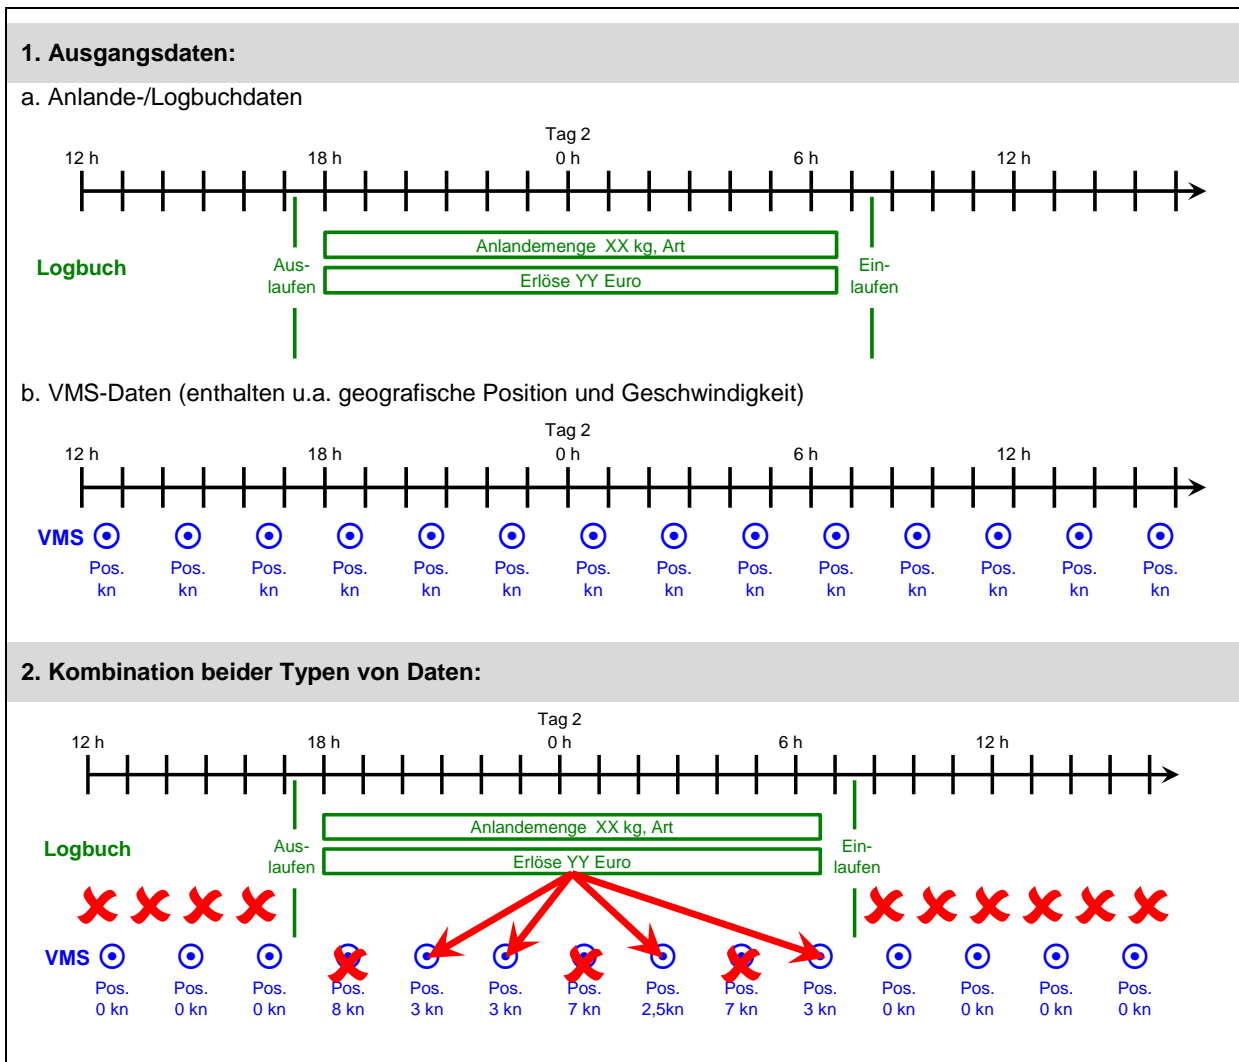 1. Ausgangsdaten:
a. Anlande-/Logbuchdaten
Tag 2
12 h 18 h 0 h 6 h 12 h
Anlandemenge XX kg, Art
Logbuch
Aus-
laufen
Erlöse YY Euro
Ein-
laufen
b. VMS-Daten (enthalten u.a. geografische Position und Geschwindigkeit)
Tag 2
12 h 18 h 0 h 6 h 12 h
VMS
Pos. Pos. Pos. Pos. Pos. Pos. Pos. Pos. Pos. Pos. Pos. Pos. Pos. Pos.
kn kn kn kn kn kn kn kn kn kn kn kn kn kn
2. Kombination beider Typen von Daten:
Tag 2
12 h 18 h 0 h 6 h 12 h
Anlandemenge XX kg, Art
Logbuch
Aus-
laufen
Erlöse YY Euro
Ein-
laufen
VMS
Pos. Pos. Pos. Pos. Pos. Pos. Pos. Pos. Pos. Pos. Pos. Pos. Pos. Pos.
0 kn 0 kn 0 kn 8 kn 3 kn 3 kn 7 kn 2,5kn 7 kn 3 kn 0 kn 0 kn 0 kn 0 kn